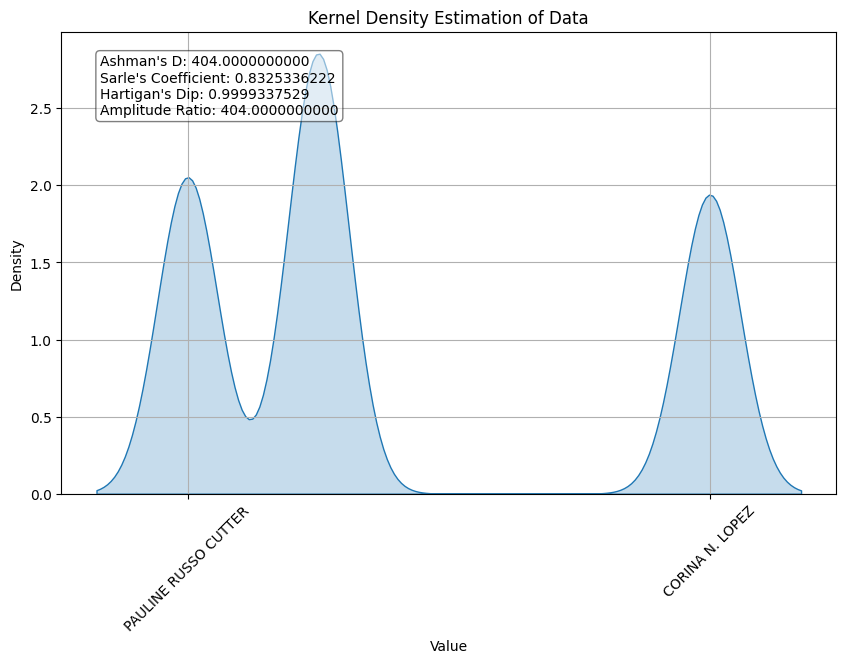 Kernel Density Estimation of Data
Ashman's D: 404.0000000000
Sarle's Coefficient: 0.8325336222
Hartigan's Dip: 0.9999337529
Amplitude Ratio: 404.0000000000
Density
2.5
2.0
1.5
1.0
0.5
0.0
PAULINE RUSSO CUTTER
CORINA N. LOPEZ
Value